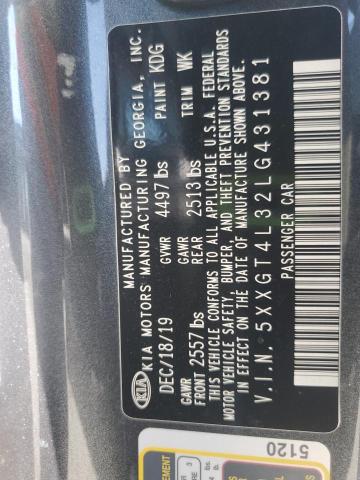 MANUFACTURED BY
KIA KIA MOTORS MANUFACTURING GEORGIA, INC.
DEC/18/19 GVWR 4497lbs PAINT KDG
GAWR FRONT 2557lbs GAWR REAR 2513lbs TRIM WK
THIS VEHICLE CONFORMS TO ALL APPLICABLE U.S.A. FEDERAL
MOTOR VEHICLE SAFETY, BUMPER, AND THEFT PREVENTION STANDARDS
IN EFFECT ON THE DATE OF MANUFACTURE SHOWN ABOVE.
V.I.N. 5XXGT4L32LG431381
PASSENGER CAR
5120